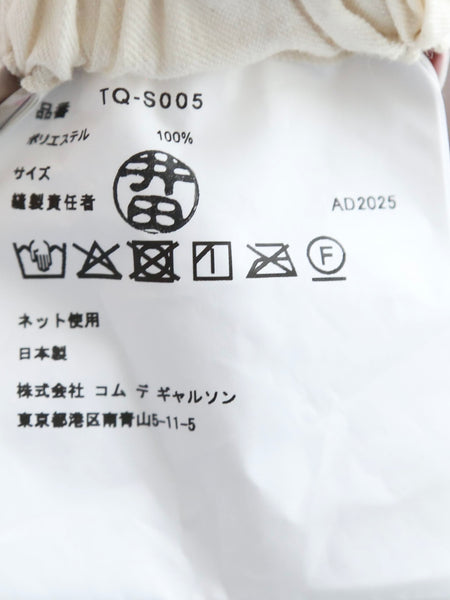 品番 TQ-S005
ポリエステル 100%
サイズ
縫製責任者 井田 AD2025
F
ネット使用
日本製
株式会社 コム デ ギャルソン
東京都港区南青山5-11-5